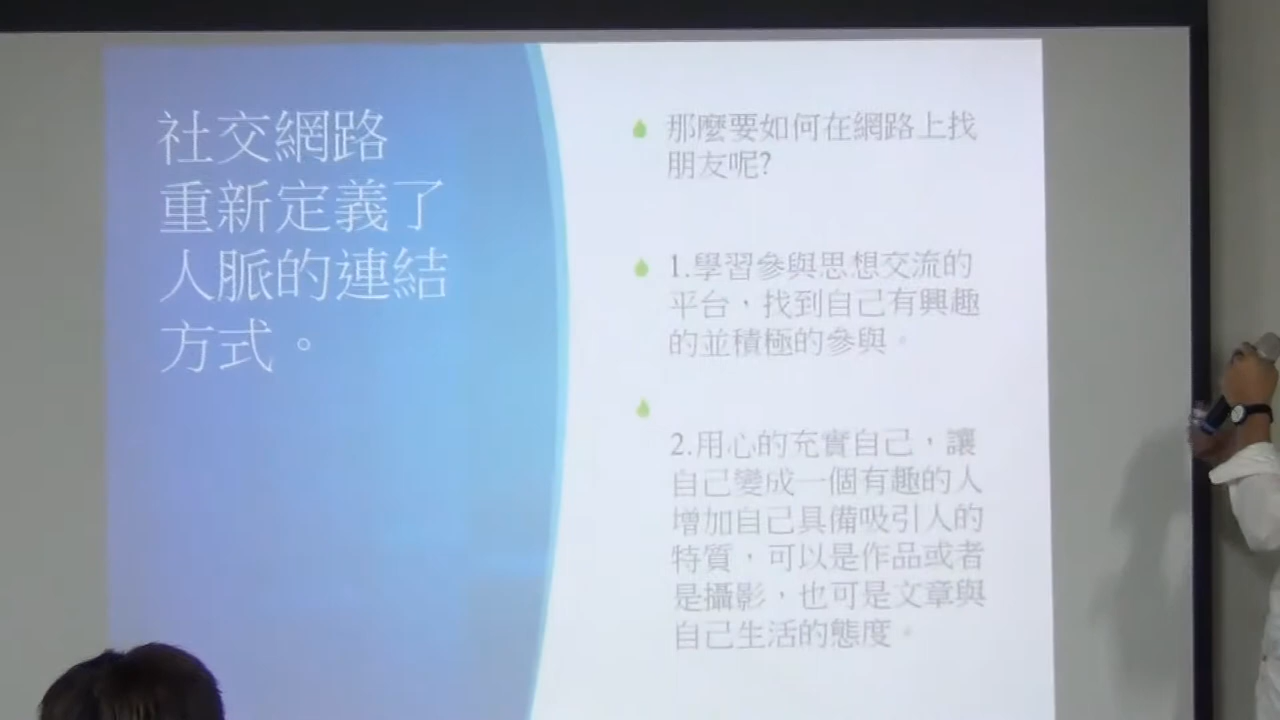 社交網路
重新定義了
人脈的連結
方式。
那麼要如何在網路上找
朋友呢?
1.學習參與思想交流的
平台，找到自己有興趣
的並積極的參與。
2.用心的充實自己，讓
自己變成一個有趣的人
增加自己具備吸引人的
特質，可以是作品或者
是攝影，也可是文章與
自己生活的態度。